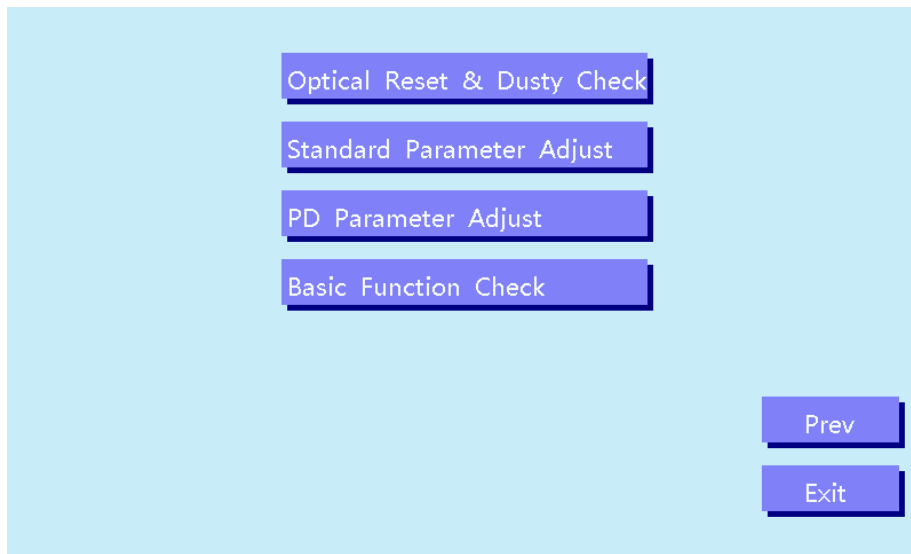 Optical Reset & Dusty Check
Standard Parameter Adjust
PD Parameter Adjust
Basic Function Check
Prev
Exit